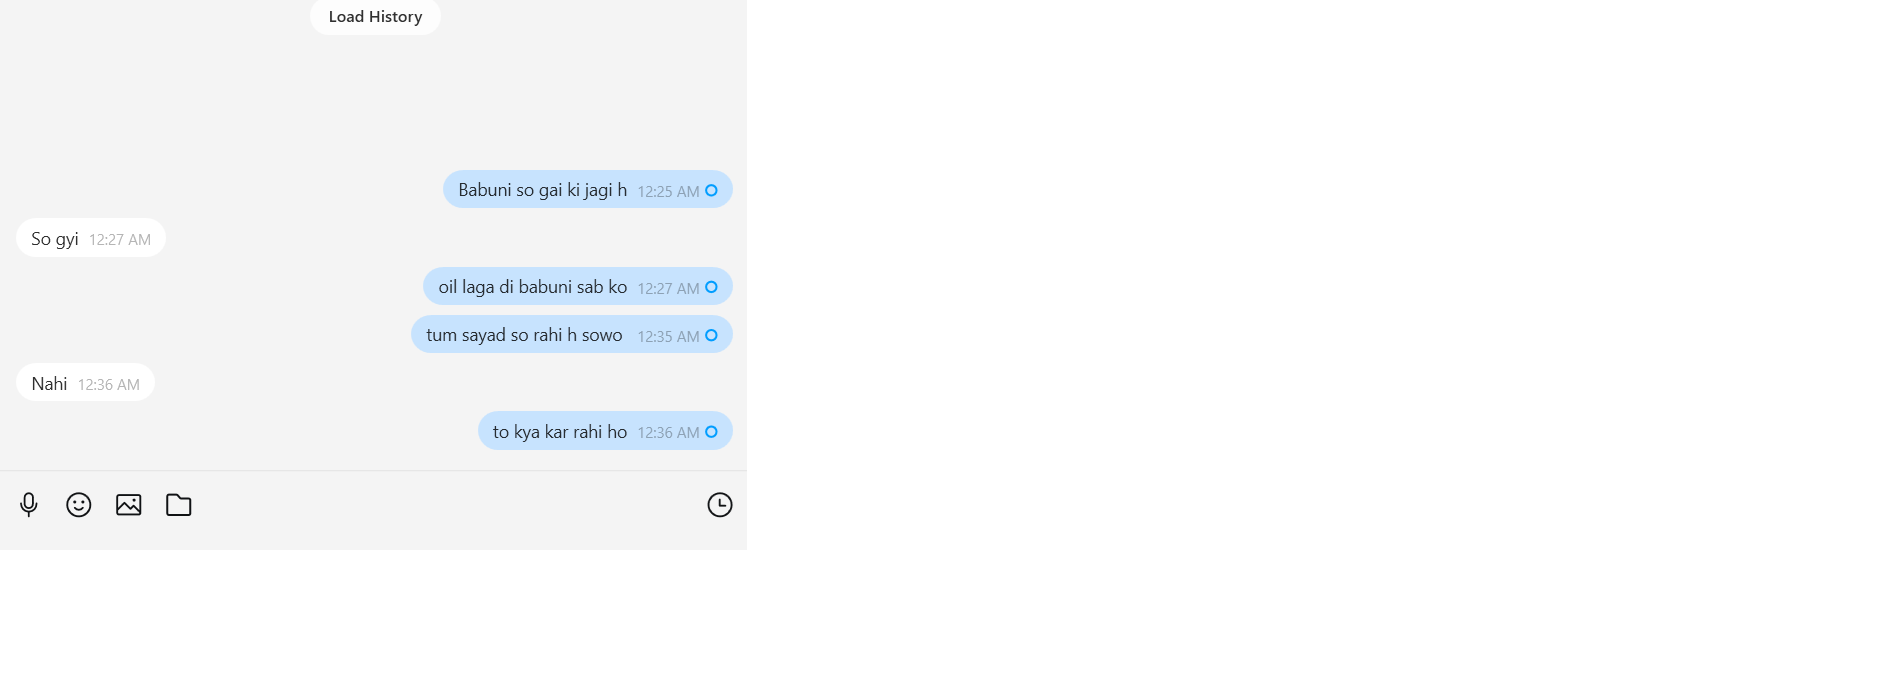 Load History
Babuni so gai ki jagi h 12:25 AM
So gyi 12:27 AM
oil laga di babuni sab ko 12:27 AM
tum sayad so rahi h sowo 12:35 AM
Nahi 12:36 AM
to kya kar rahi ho 12:36 AM